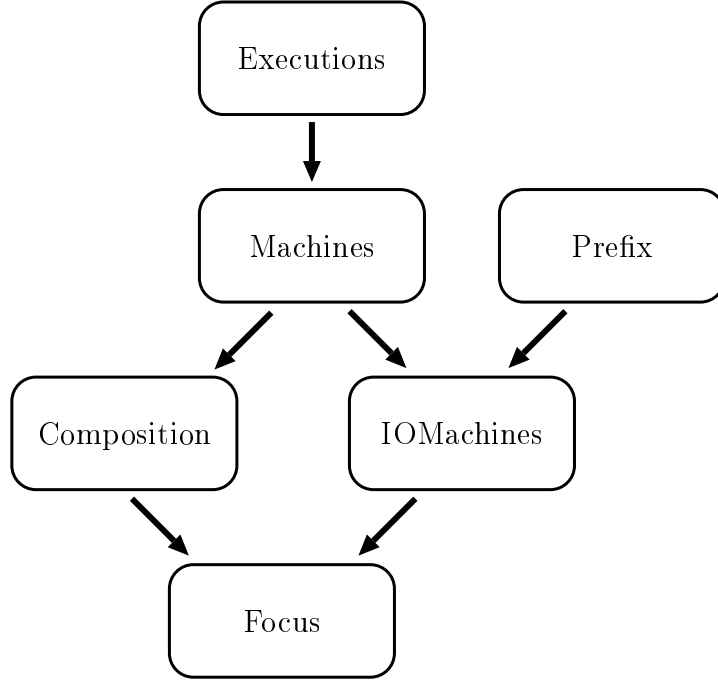 Executions
Machines
Prefix
Composition
IOMachines
Focus